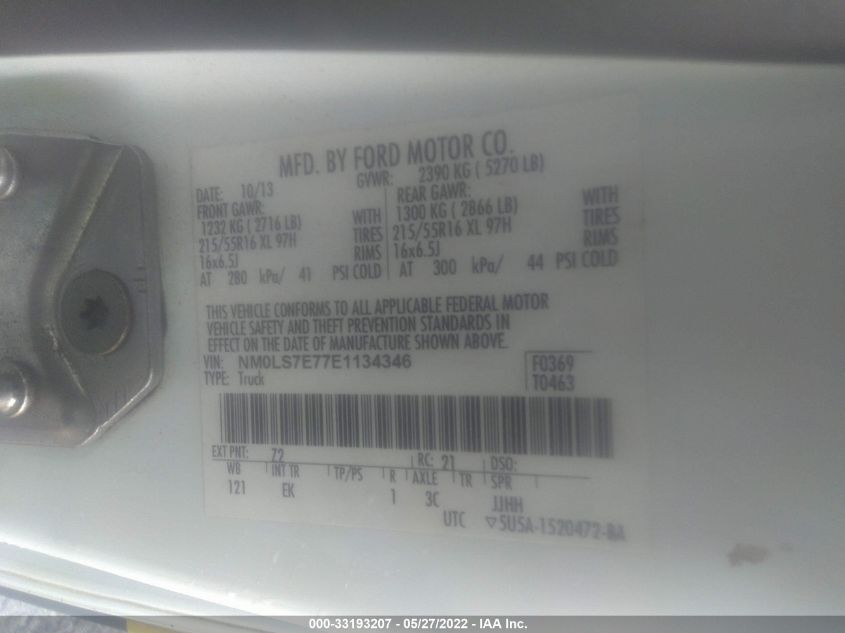 MFD. BY FORD MOTOR CO.
DATE: 10/13 GVWR: 2390 KG ( 5270 LB)
FRONT GAWR: REAR GAWR:
1232 KG ( 2716 LB) WITH 1300 KG ( 2866 LB) WITH
215/55R16 XL 97H TIRES 215/55R16 XL 97H TIRES
16x6.5J RIMS 16x6.5J RIMS
AT 280 kPa/ 41 PSI COLD AT 300 kPa/ 44 PSI COLD
THIS VEHICLE CONFORMS TO ALL APPLICABLE FEDERAL MOTOR
VEHICLE SAFETY AND THEFT PREVENTION STANDARDS IN
EFFECT ON THE DATE OF MANUFACTURE SHOWN ABOVE.
VIN: NM0LS7E77E1134346 F0369
TYPE: Truck T0463
EXT PNT: Z2 RC: 21 DSO:
WB INT TR TP/PS R AXLE TR SPR
121 EK 1 3C JJHH
UTC ▽5U5A-1520472-BA
000-33193207 - 05/27/2022 - IAA Inc.